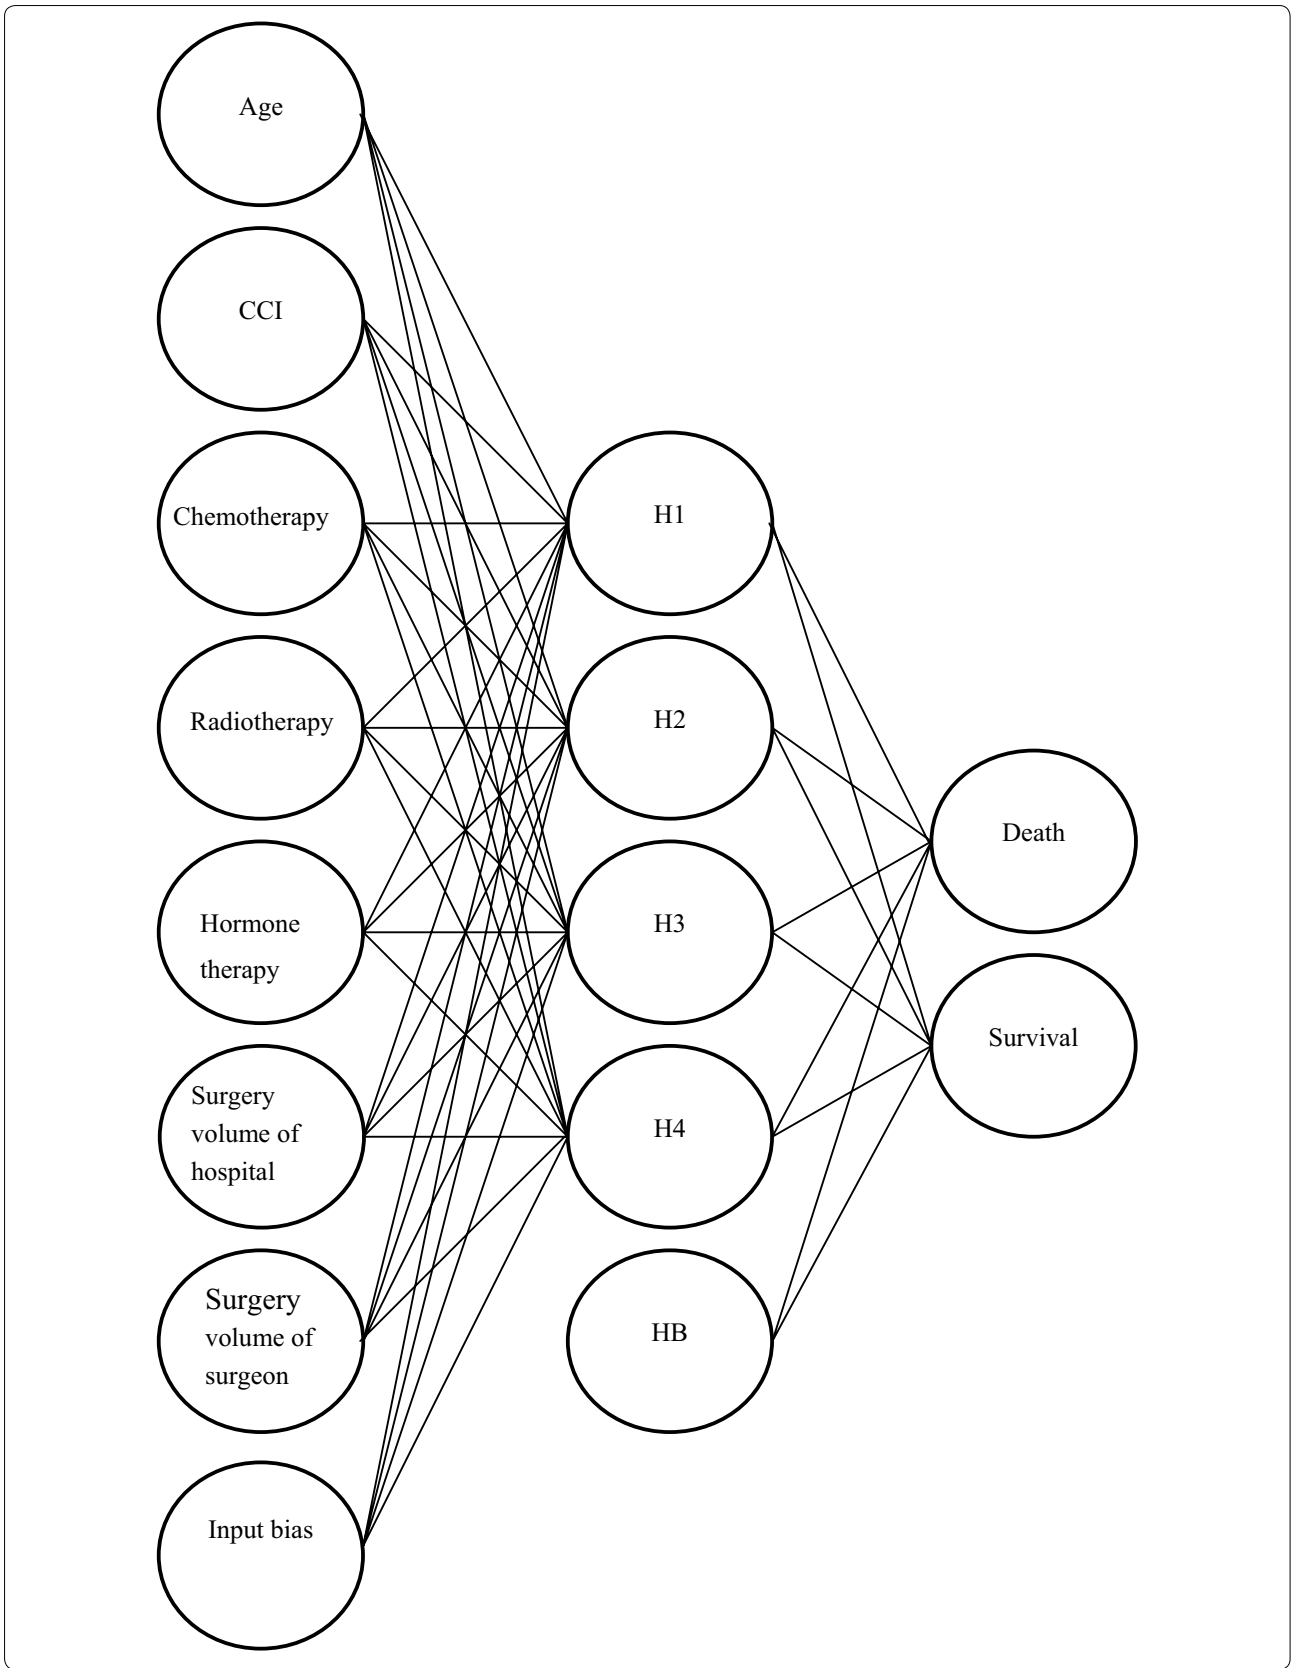 Age
CCI
Chemotherapy
Radiotherapy
Hormone
therapy
Surgery
volume of
hospital
Surgery
volume of
surgeon
Input bias
H1
H2
H3
H4
HB
Death
Survival